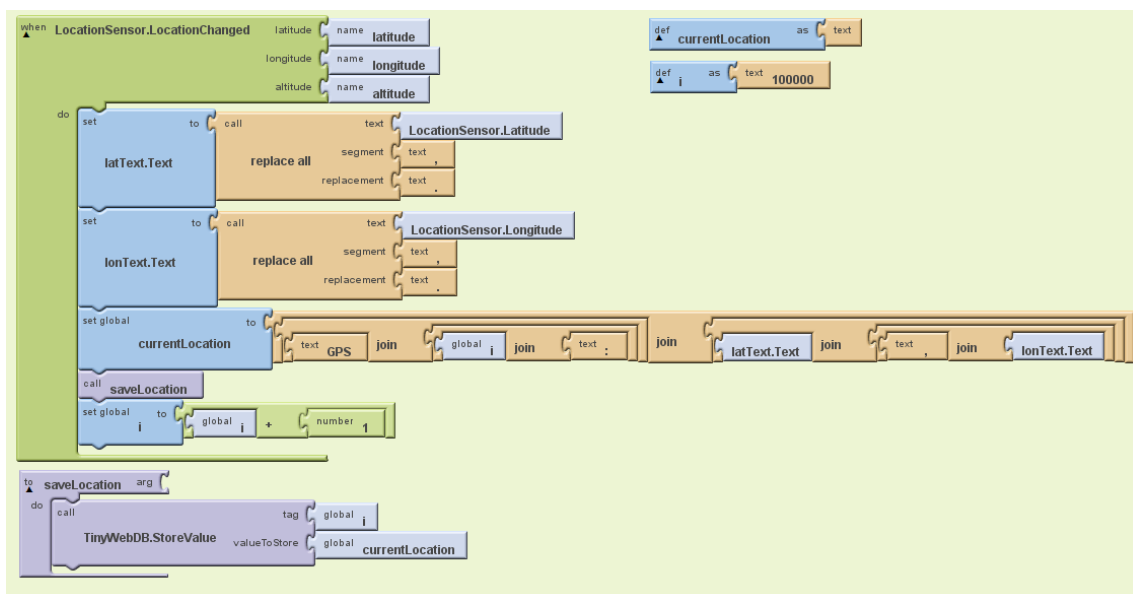 when LocationSensor.LocationChanged latitude name latitude
longitude name longitude
altitude name altitude
def currentLocation as text
def i as text 100000
do set latText.Text to call replace all text LocationSensor.Latitude
segment text ,
replacement text .
set lonText.Text to call replace all text LocationSensor.Longitude
segment text ,
replacement text .
set global currentLocation to text GPS join global i join text : join latText.Text join text , join lonText.Text
call saveLocation
set global i to global i + number 1
to saveLocation arg
do call TinyWebDB.StoreValue tag global i
valueToStore global currentLocation